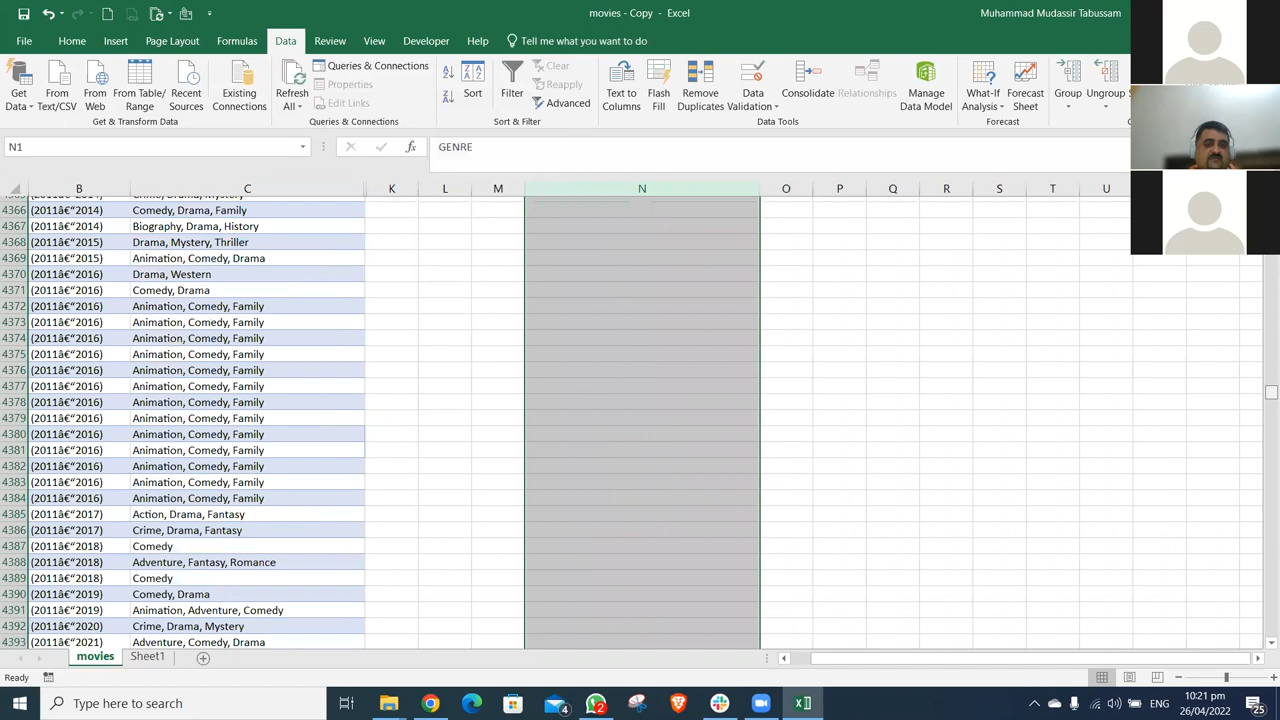 movies - Copy - Excel
Muhammad Mudassir Tabussam
File Home Insert Page Layout Formulas Data Review View Developer Help Tell me what you want to do
Get Data From Text/CSV From Web From Table/ Range Recent Sources Existing Connections Refresh All Queries & Connections Properties Edit Links Sort Filter Clear Reapply Advanced Text to Columns Flash Fill Remove Duplicates Data Validation Consolidate Relationships Manage Data Model What-If Analysis Forecast Sheet Group Ungroup
Get & Transform Data Queries & Connections Sort & Filter Data Tools Forecast
N1 fx GENRE
B C K L M N O P Q R S T U
4366 (2011â€“2014) Comedy, Drama, Family
4367 (2011â€“2014) Biography, Drama, History
4368 (2011â€“2015) Drama, Mystery, Thriller
4369 (2011â€“2015) Animation, Comedy, Drama
4370 (2011â€“2016) Drama, Western
4371 (2011â€“2016) Comedy, Drama
4372 (2011â€“2016) Animation, Comedy, Family
4373 (2011â€“2016) Animation, Comedy, Family
4374 (2011â€“2016) Animation, Comedy, Family
4375 (2011â€“2016) Animation, Comedy, Family
4376 (2011â€“2016) Animation, Comedy, Family
4377 (2011â€“2016) Animation, Comedy, Family
4378 (2011â€“2016) Animation, Comedy, Family
4379 (2011â€“2016) Animation, Comedy, Family
4380 (2011â€“2016) Animation, Comedy, Family
4381 (2011â€“2016) Animation, Comedy, Family
4382 (2011â€“2016) Animation, Comedy, Family
4383 (2011â€“2016) Animation, Comedy, Family
4384 (2011â€“2016) Animation, Comedy, Family
4385 (2011â€“2017) Action, Drama, Fantasy
4386 (2011â€“2017) Crime, Drama, Fantasy
4387 (2011â€“2018) Comedy
4388 (2011â€“2018) Adventure, Fantasy, Romance
4389 (2011â€“2018) Comedy
4390 (2011â€“2019) Comedy, Drama
4391 (2011â€“2019) Animation, Adventure, Comedy
4392 (2011â€“2020) Crime, Drama, Mystery
4393 (2011â€“2021) Adventure, Comedy, Drama
movies Sheet1
Ready
Type here to search 4 2 ENG 10:21 pm
26/04/2022 25